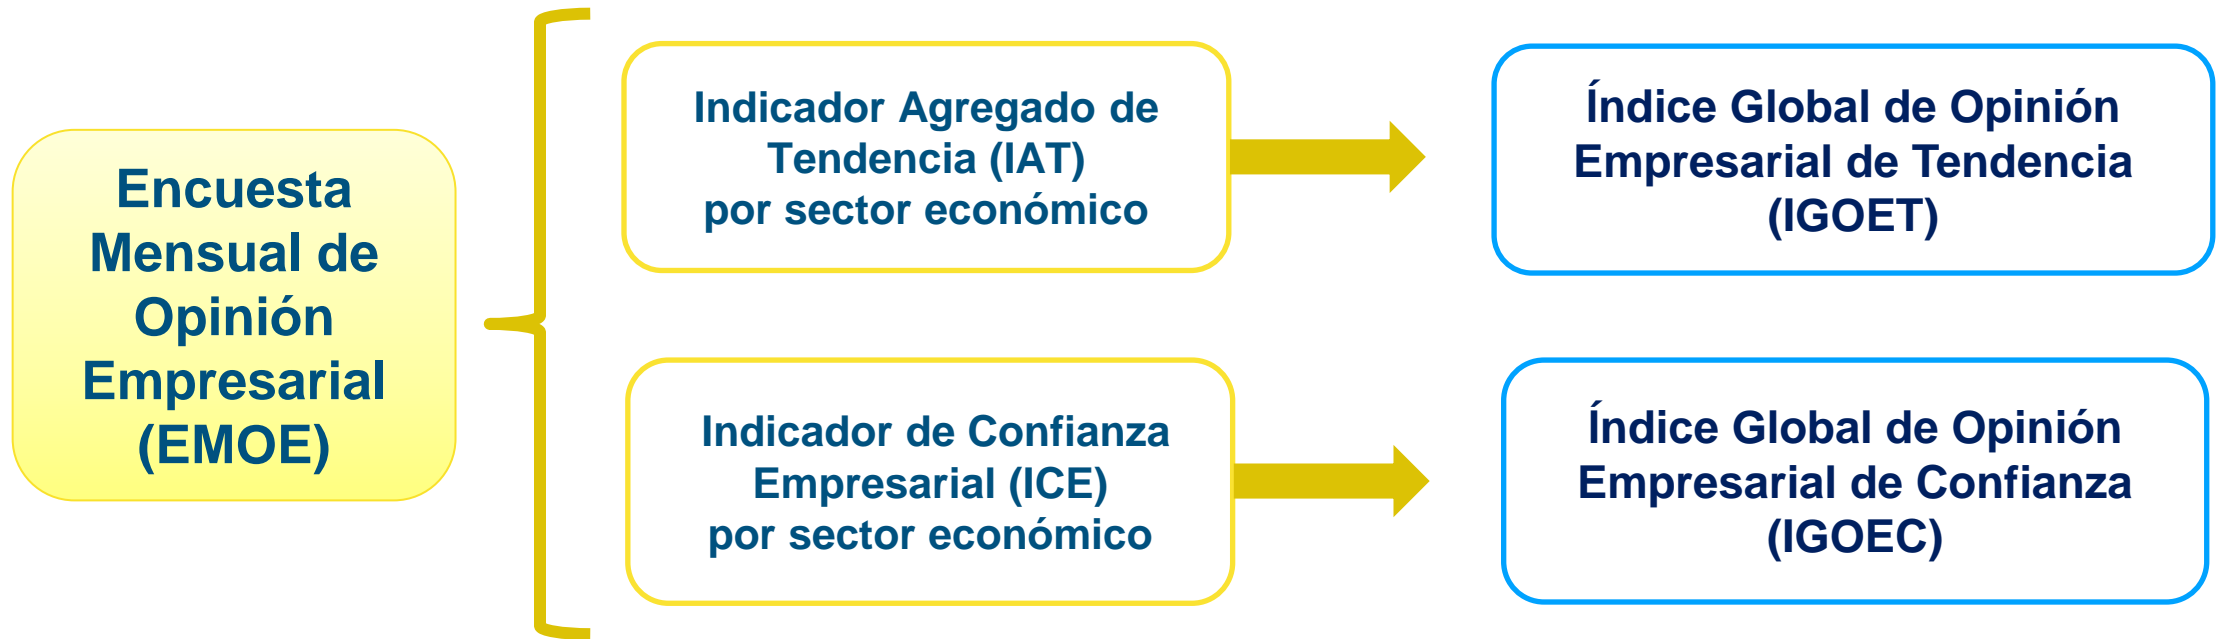 Encuesta
Mensual de
Opinión
Empresarial
(EMOE)
Indicador Agregado de
Tendencia (IAT)
por sector económico
Índice Global de Opinión
Empresarial de Tendencia
(IGOET)
Indicador de Confianza
Empresarial (ICE)
por sector económico
Índice Global de Opinión
Empresarial de Confianza
(IGOEC)